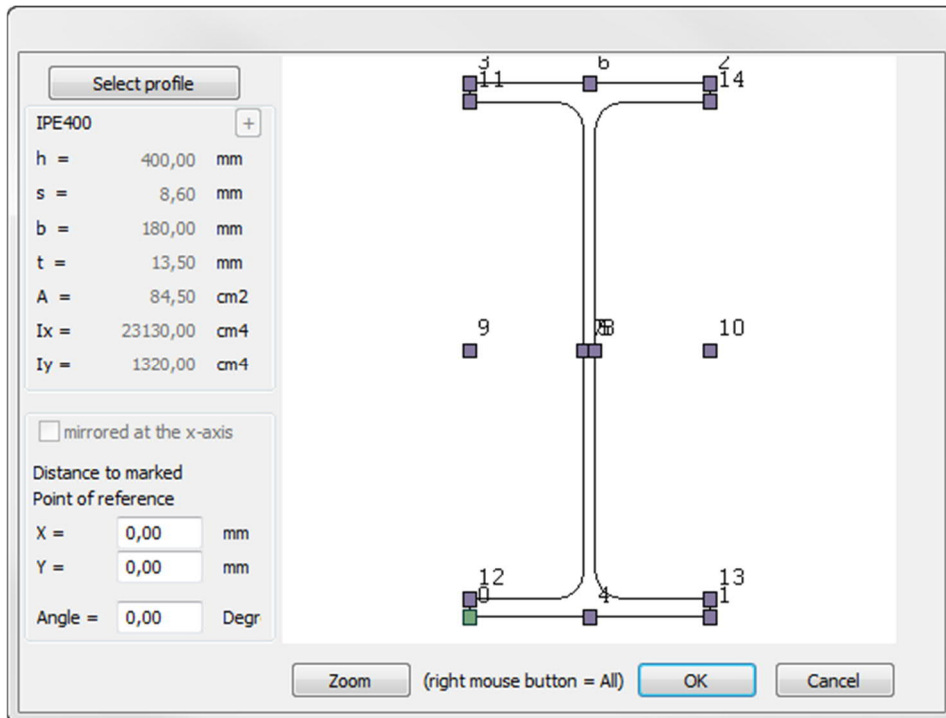 Select profile
IPE400 +
h = 400,00 mm
s = 8,60 mm
b = 180,00 mm
t = 13,50 mm
A = 84,50 cm2
Ix = 23130,00 cm4
Iy = 1320,00 cm4
mirrored at the x-axis
Distance to marked
Point of reference
X = 0,00 mm
Y = 0,00 mm
Angle = 0,00 Degr
3 6 2
11 14
9 10
12 13
0 4 1
Zoom (right mouse button = All) OK Cancel